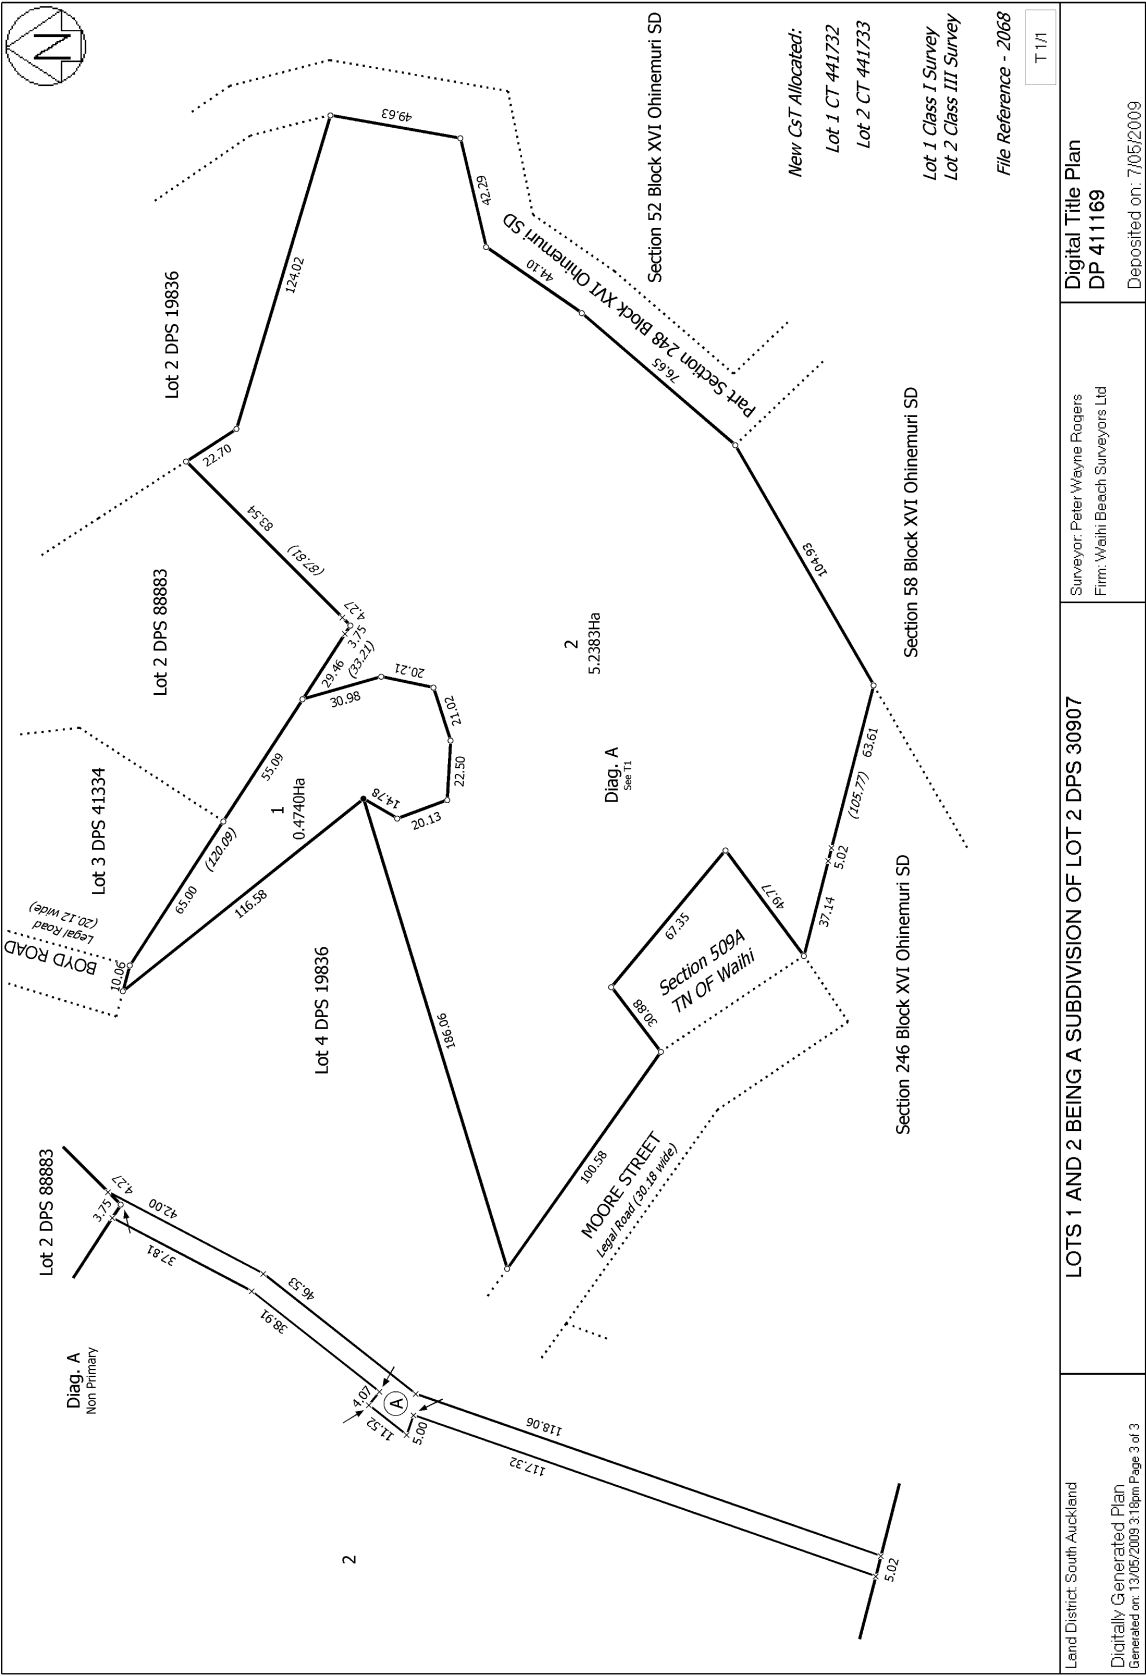 N
Lot 2 DPS 88883
Diag. A
Non Primary
3.75
4.27
42.00
37.81
46.53
38.91
4.07
A
11.52
5.00
118.06
117.32
5.02
2
BOYD ROAD
Legal Road
(20.12 wide)
10.06
Lot 3 DPS 41334
Lot 2 DPS 88883
Lot 2 DPS 19836
65.00
(120.09)
55.09
116.58
1
0.4740Ha
29.46
(33.21)
3.75
4.27
(87.81)
83.54
22.70
124.02
49.63
42.29
44.10
76.65
104.93
63.61
(105.77)
5.02
37.14
49.77
67.35
30.88
100.58
186.06
14.78
20.13
22.50
21.02
20.21
30.98
Lot 4 DPS 19836
2
5.2383Ha
Diag. A
See T1
Section 509A
TN OF Waihi
MOORE STREET
Legal Road (30.18 wide)
Part Section 248 Block XVI Ohinemuri SD
Section 52 Block XVI Ohinemuri SD
Section 58 Block XVI Ohinemuri SD
Section 246 Block XVI Ohinemuri SD
New CsT Allocated:
Lot 1 CT 441732
Lot 2 CT 441733
Lot 1 Class I Survey
Lot 2 Class III Survey
File Reference - 2068
T 1/1
Land District: South Auckland
Digitally Generated Plan
Generated on: 13/05/2009 3:18pm Page 3 of 3
LOTS 1 AND 2 BEING A SUBDIVISION OF LOT 2 DPS 30907
Surveyor: Peter Wayne Rogers
Firm: Waihi Beach Surveyors Ltd
Digital Title Plan
DP 411169
Deposited on: 7/05/2009